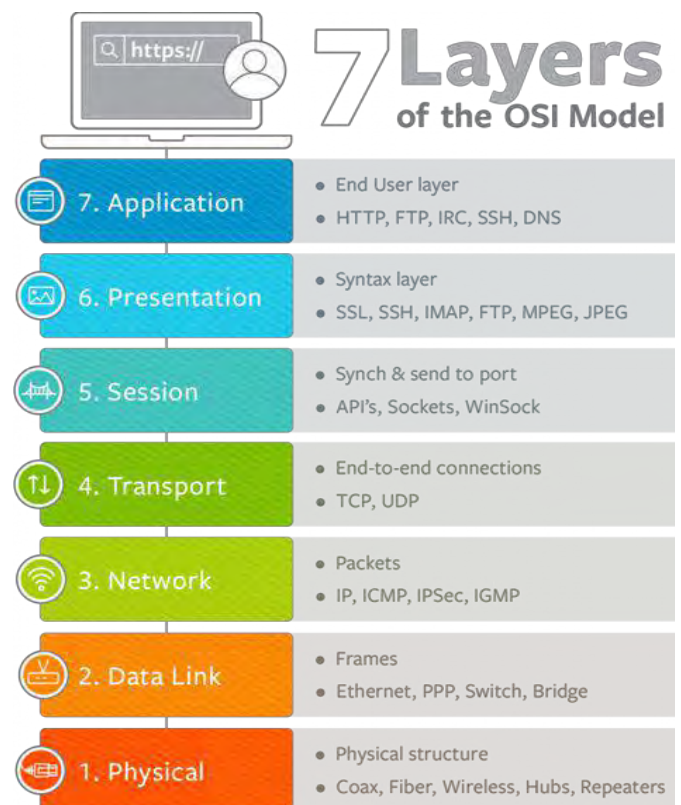 https://
7 Layers
of the OSI Model
7. Application
• End User layer
• HTTP, FTP, IRC, SSH, DNS
6. Presentation
• Syntax layer
• SSL, SSH, IMAP, FTP, MPEG, JPEG
5. Session
• Synch & send to port
• API's, Sockets, WinSock
4. Transport
• End-to-end connections
• TCP, UDP
3. Network
• Packets
• IP, ICMP, IPSec, IGMP
2. Data Link
• Frames
• Ethernet, PPP, Switch, Bridge
1. Physical
• Physical structure
• Coax, Fiber, Wireless, Hubs, Repeaters